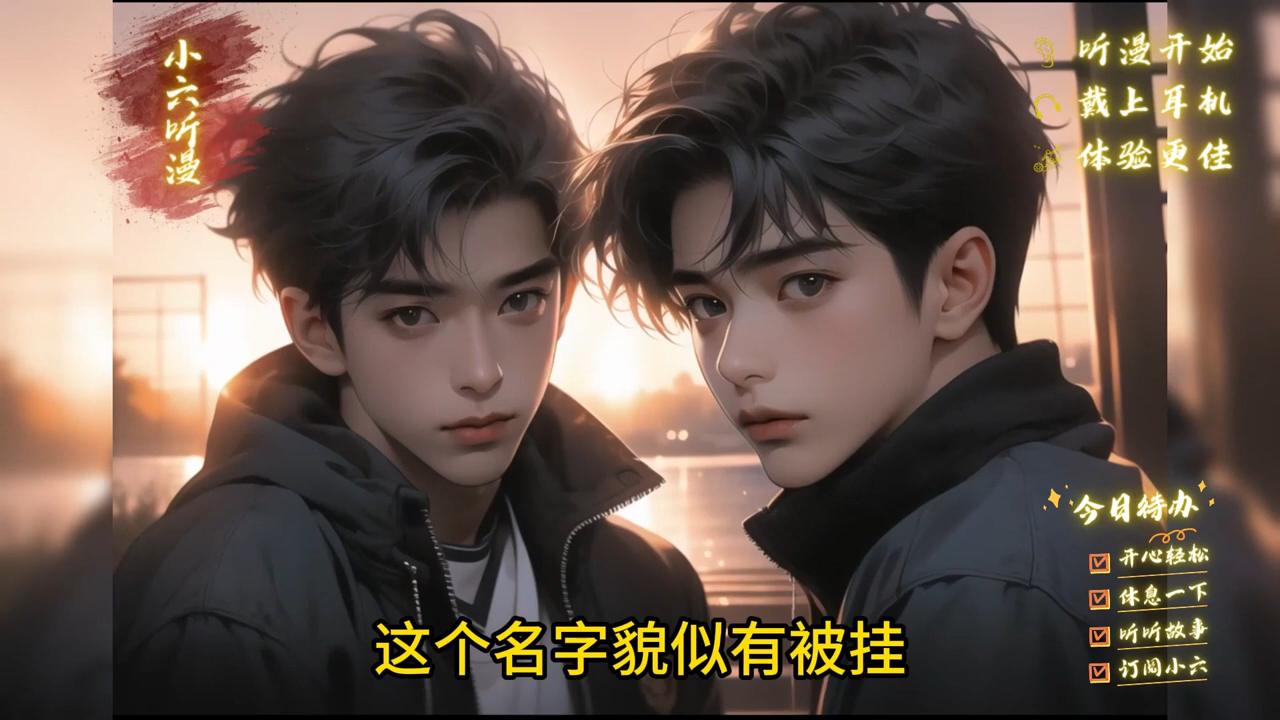 小六听漫
听漫开始
戴上耳机
体验更佳
今日待办
开心轻松
休息一下
听听故事
订阅小六
这个名字貌似有被挂